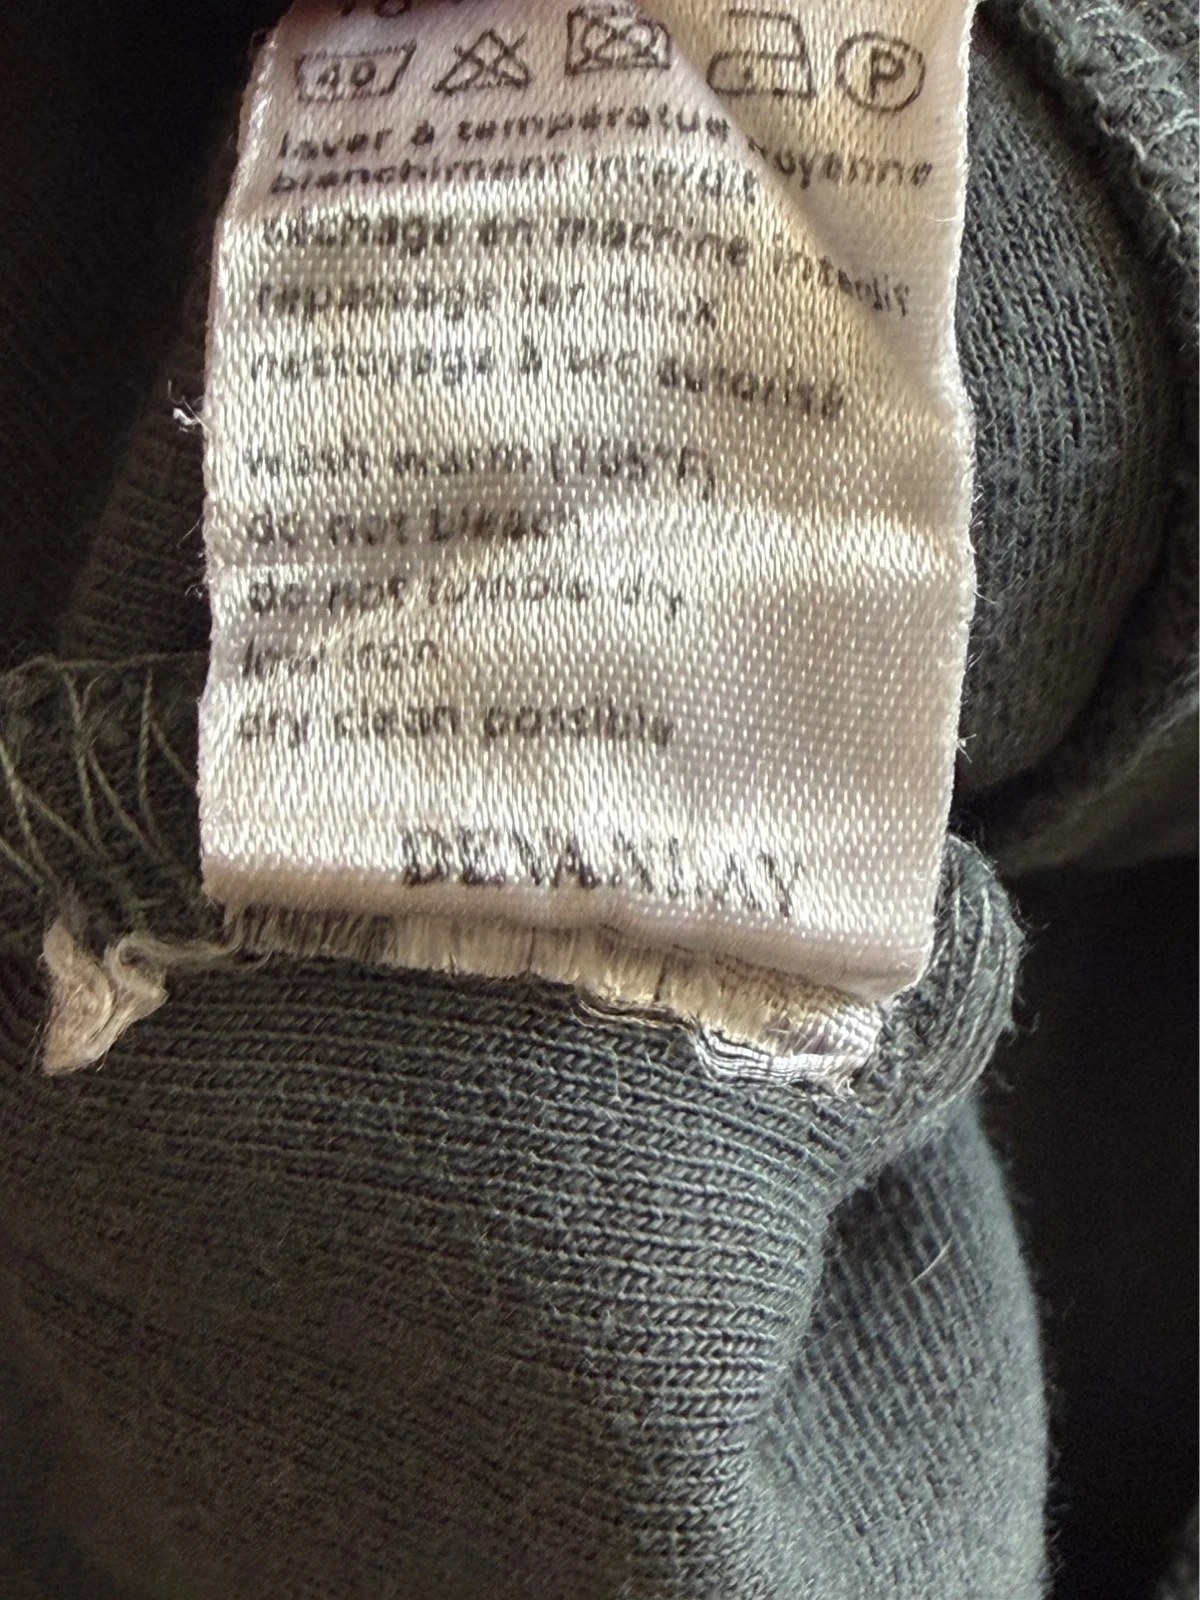 40 P
laver à température moyenne
blanchiment interdit
séchage en machine interdit
repassage fer doux
nettoyage à sec autorisé
wash warm (105°F)
do not bleach
do not tumble dry
iron
dry clean possible
DEVANLAY